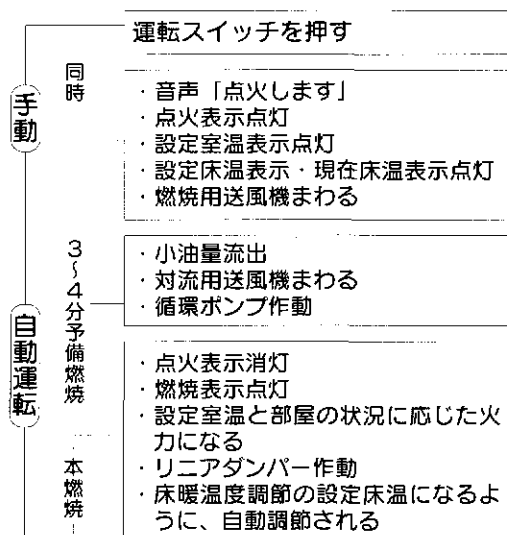 運転スイッチを押す
手動
同時
・音声「点火します」
・点火表示点灯
・設定室温表示点灯
・設定床温表示・現在床温表示点灯
・燃焼用送風機まわる
自動運転
3〜4分予備燃焼
・小油量流出
・対流用送風機まわる
・循環ポンプ作動
本燃焼
・点火表示消灯
・燃焼表示点灯
・設定室温と部屋の状況に応じた火
力になる
・リニアダンパー作動
・床暖温度調節の設定床温になるよ
うに、自動調節される